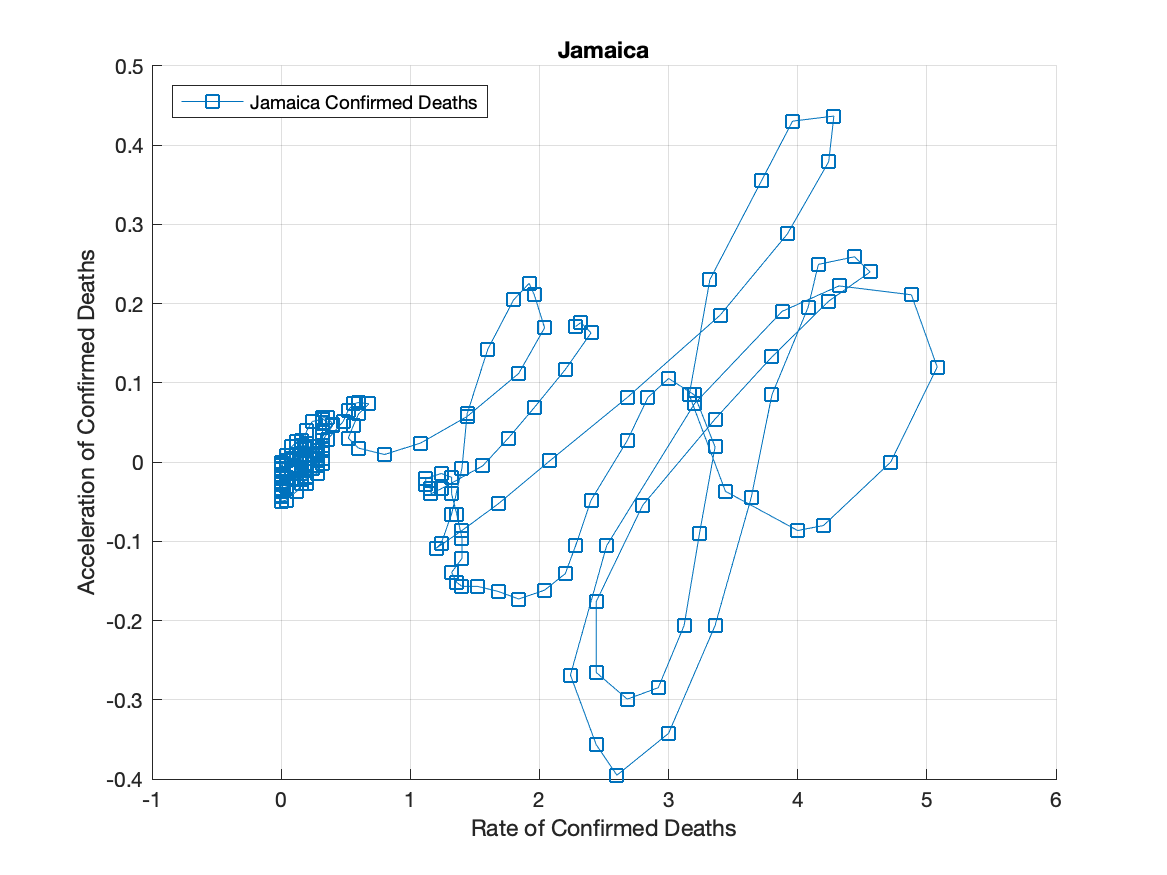 Jamaica
Jamaica Confirmed Deaths
Acceleration of Confirmed Deaths
0.5
0.4
0.3
0.2
0.1
0
-0.1
-0.2
-0.3
-0.4
-1 0 1 2 3 4 5 6
Rate of Confirmed Deaths